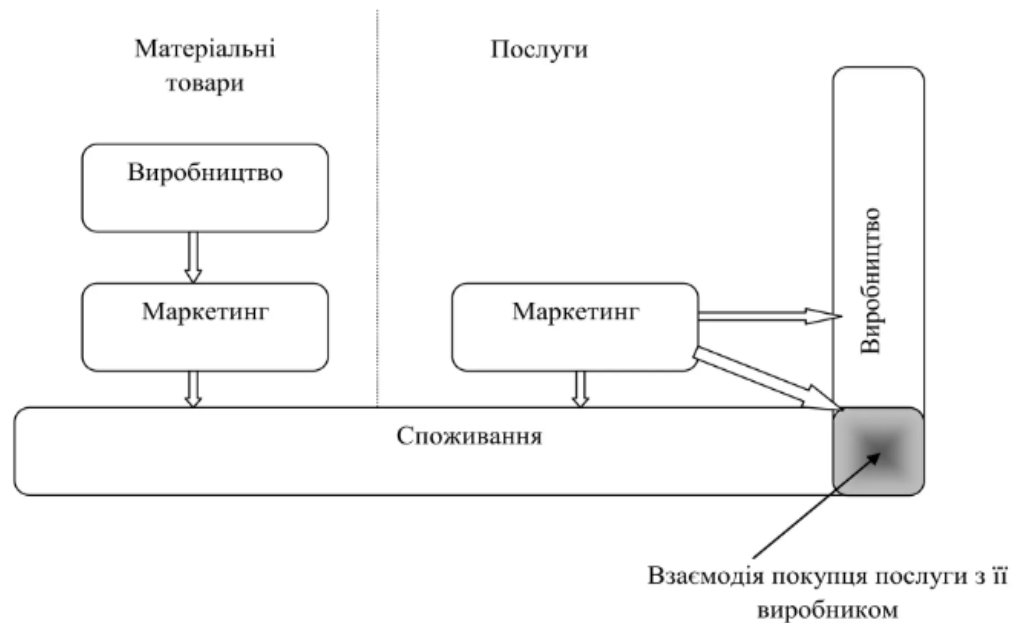 Матеріальні
товари
Послуги
Виробництво
Маркетинг
Маркетинг
Виробництво
Споживання
Взаємодія покупця послуги з її
виробником